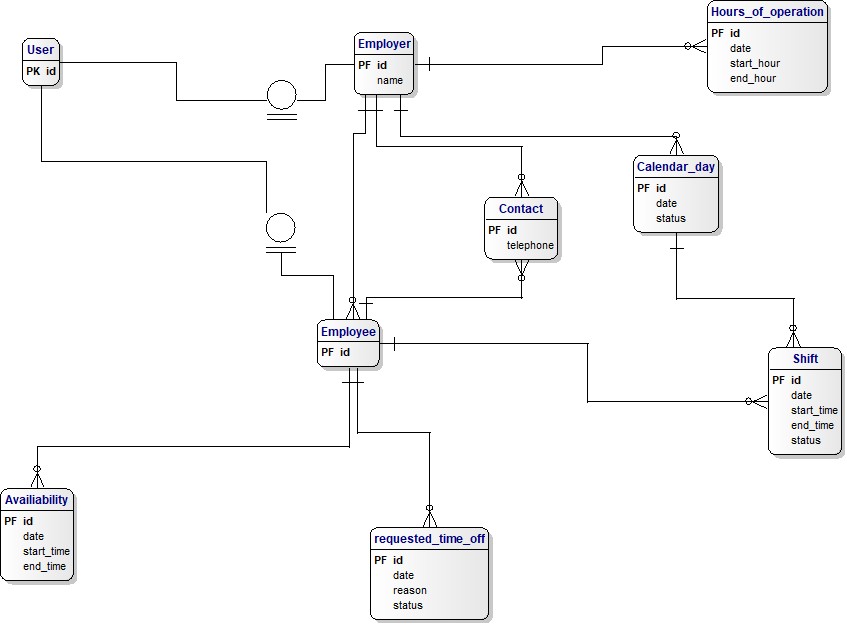 User
PK id
Employer
PF id
name
Hours_of_operation
PF id
date
start_hour
end_hour
Calendar_day
PF id
date
status
Contact
PF id
telephone
Employee
PF id
Shift
PF id
date
start_time
end_time
status
Availiability
PF id
date
start_time
end_time
requested_time_off
PF id
date
reason
status